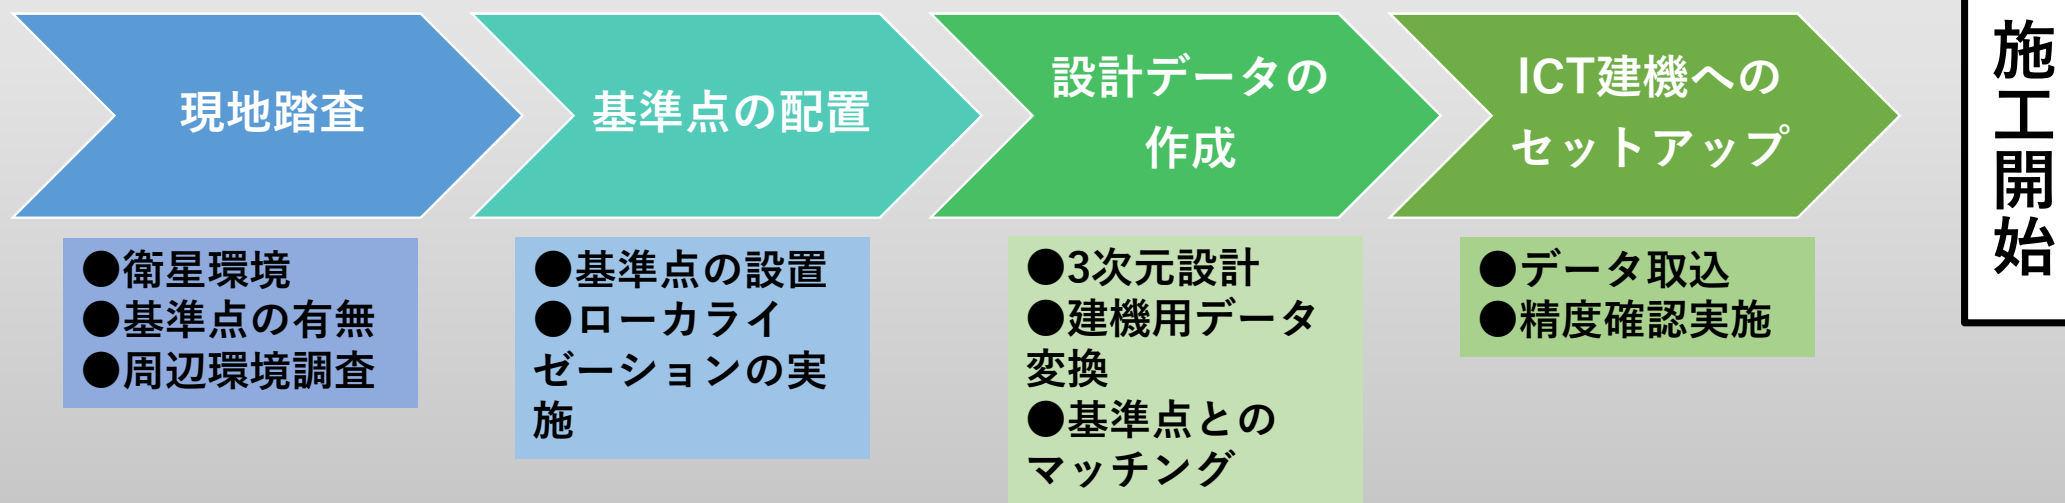 現地踏査
基準点の配置
設計データの
作成
ICT建機への
セットアップ
施工開始
●衛星環境
●基準点の有無
●周辺環境調査
●基準点の設置
●ローカライ
ゼーションの実
施
●3次元設計
●建機用データ
変換
●基準点との
マッチング
●データ取込
●精度確認実施